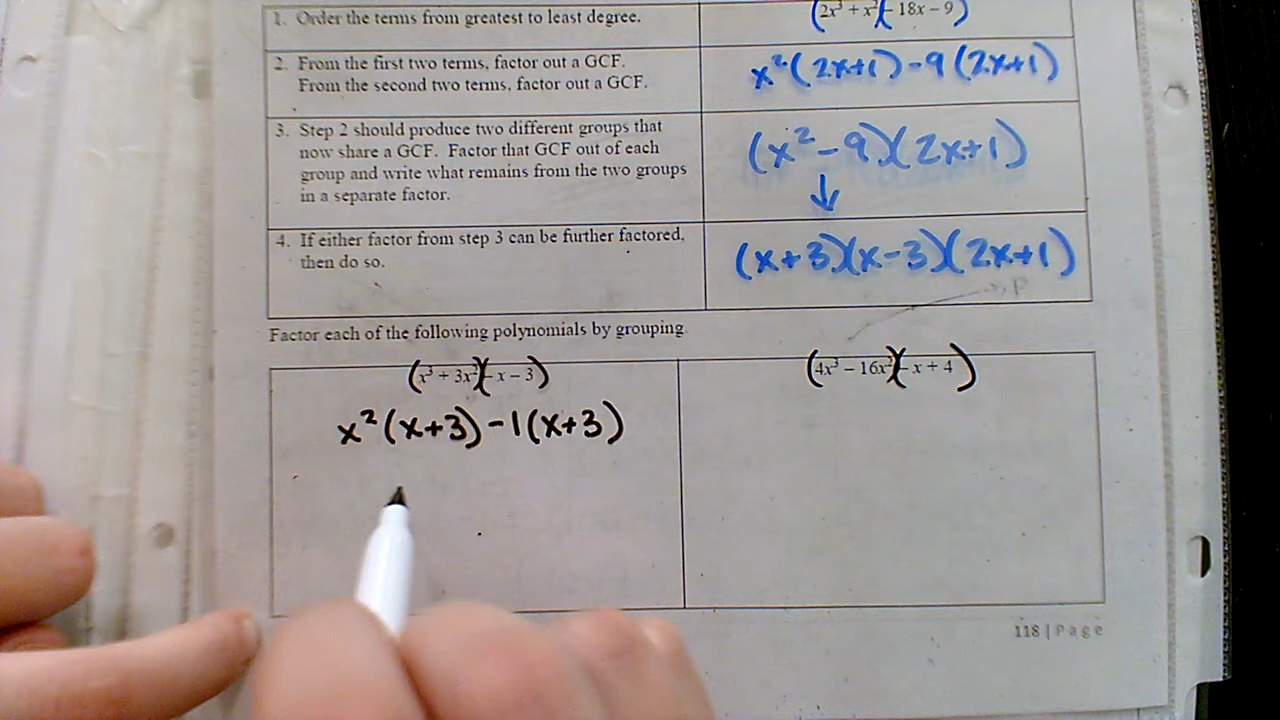 1. Order the terms from greatest to least degree.
(2x³ + x²)(– 18x – 9)
2. From the first two terms, factor out a GCF.
From the second two terms, factor out a GCF.
x²(2x+1)-9(2x+1)
3. Step 2 should produce two different groups that
now share a GCF. Factor that GCF out of each
group and write what remains from the two groups
in a separate factor.
(x²-9)(2x+1)
↓
4. If either factor from step 3 can be further factored,
then do so.
(x+3)(x-3)(2x+1)
Factor each of the following polynomials by grouping.
(x³ + 3x²)(– x – 3)
x²(x+3)-1(x+3)
(4x³ – 16x²)(– x + 4)
118 | Page